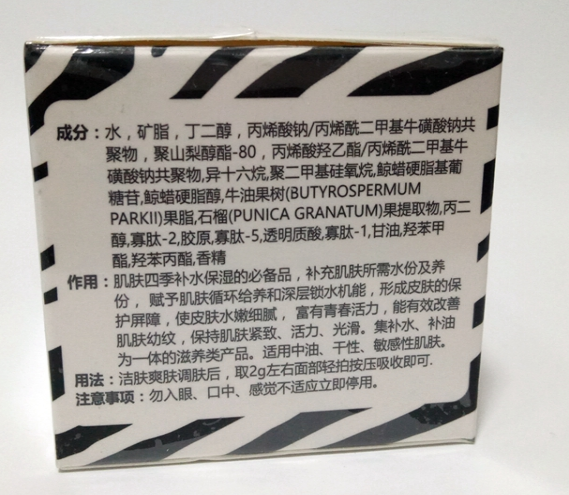 成分：水，矿脂，丁二醇，丙烯酸钠/丙烯酰二甲基牛磺酸钠共
聚物，聚山梨醇酯-80，丙烯酸羟乙酯/丙烯酰二甲基牛
磺酸钠共聚物,异十六烷,聚二甲基硅氧烷,鲸蜡硬脂基葡
糖苷,鲸蜡硬脂醇,牛油果树(BUTYROSPERMUM
PARKII)果脂,石榴(PUNICA GRANATUM)果提取物,丙二
醇,寡肽-2,胶原,寡肽-5,透明质酸,寡肽-1,甘油,羟苯甲
酯,羟苯丙酯,香精
作用：肌肤四季补水保湿的必备品，补充肌肤所需水份及养
份， 赋予肌肤循环给养和深层锁水机能，形成皮肤的保
护屏障，使皮肤水嫩细腻， 富有青春活力，能有效改善
肌肤幼纹，保持肌肤紧致、活力、光滑。集补水、补油
为一体的滋养类产品。适用中油、干性、敏感性肌肤。
用法：洁肤爽肤调肤后，取2g左右面部轻拍按压吸收即可.
注意事项：勿入眼、口中、感觉不适应立即停用。